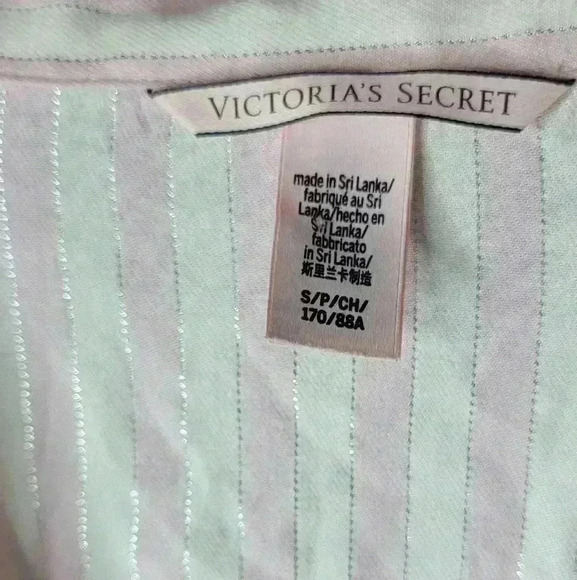 VICTORIA'S SECRET
made in Sri Lanka/
fabriqué au Sri
Lanka/hecho en
Sri Lanka/
fabbricato
in Sri Lanka/
斯里兰卡制造
S/P/CH/
170/88A